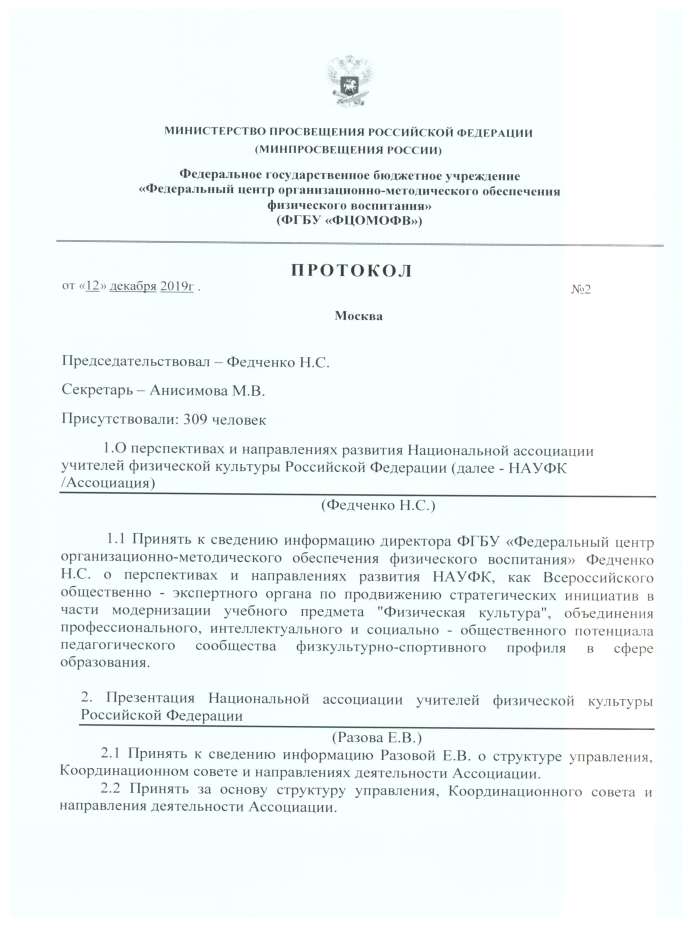 МИНИСТЕРСТВО ПРОСВЕЩЕНИЯ РОССИЙСКОЙ ФЕДЕРАЦИИ
(МИНПРОСВЕЩЕНИЯ РОССИИ)
Федеральное государственное бюджетное учреждение
«Федеральный центр организационно-методического обеспечения
физического воспитания»
(ФГБУ «ФЦОМОФВ»)
ПРОТОКОЛ
от «12» декабря 2019г .
№2
Москва
Председательствовал – Федченко Н.С.
Секретарь – Анисимова М.В.
Присутствовали: 309 человек
1.О перспективах и направлениях развития Национальной ассоциации
учителей физической культуры Российской Федерации (далее - НАУФК
/Ассоциация)
(Федченко Н.С.)
1.1 Принять к сведению информацию директора ФГБУ «Федеральный центр
организационно-методического обеспечения физического воспитания» Федченко
Н.С. о перспективах и направлениях развития НАУФК, как Всероссийского
общественно - экспертного органа по продвижению стратегических инициатив в
части модернизации учебного предмета "Физическая культура", объединения
профессионального, интеллектуального и социально - общественного потенциала
педагогического сообщества физкультурно-спортивного профиля в сфере
образования.
2. Презентация Национальной ассоциации учителей физической культуры
Российской Федерации
(Разова Е.В.)
2.1 Принять к сведению информацию Разовой Е.В. о структуре управления,
Координационном совете и направлениях деятельности Ассоциации.
2.2 Принять за основу структуру управления, Координационного совета и
направления деятельности Ассоциации.